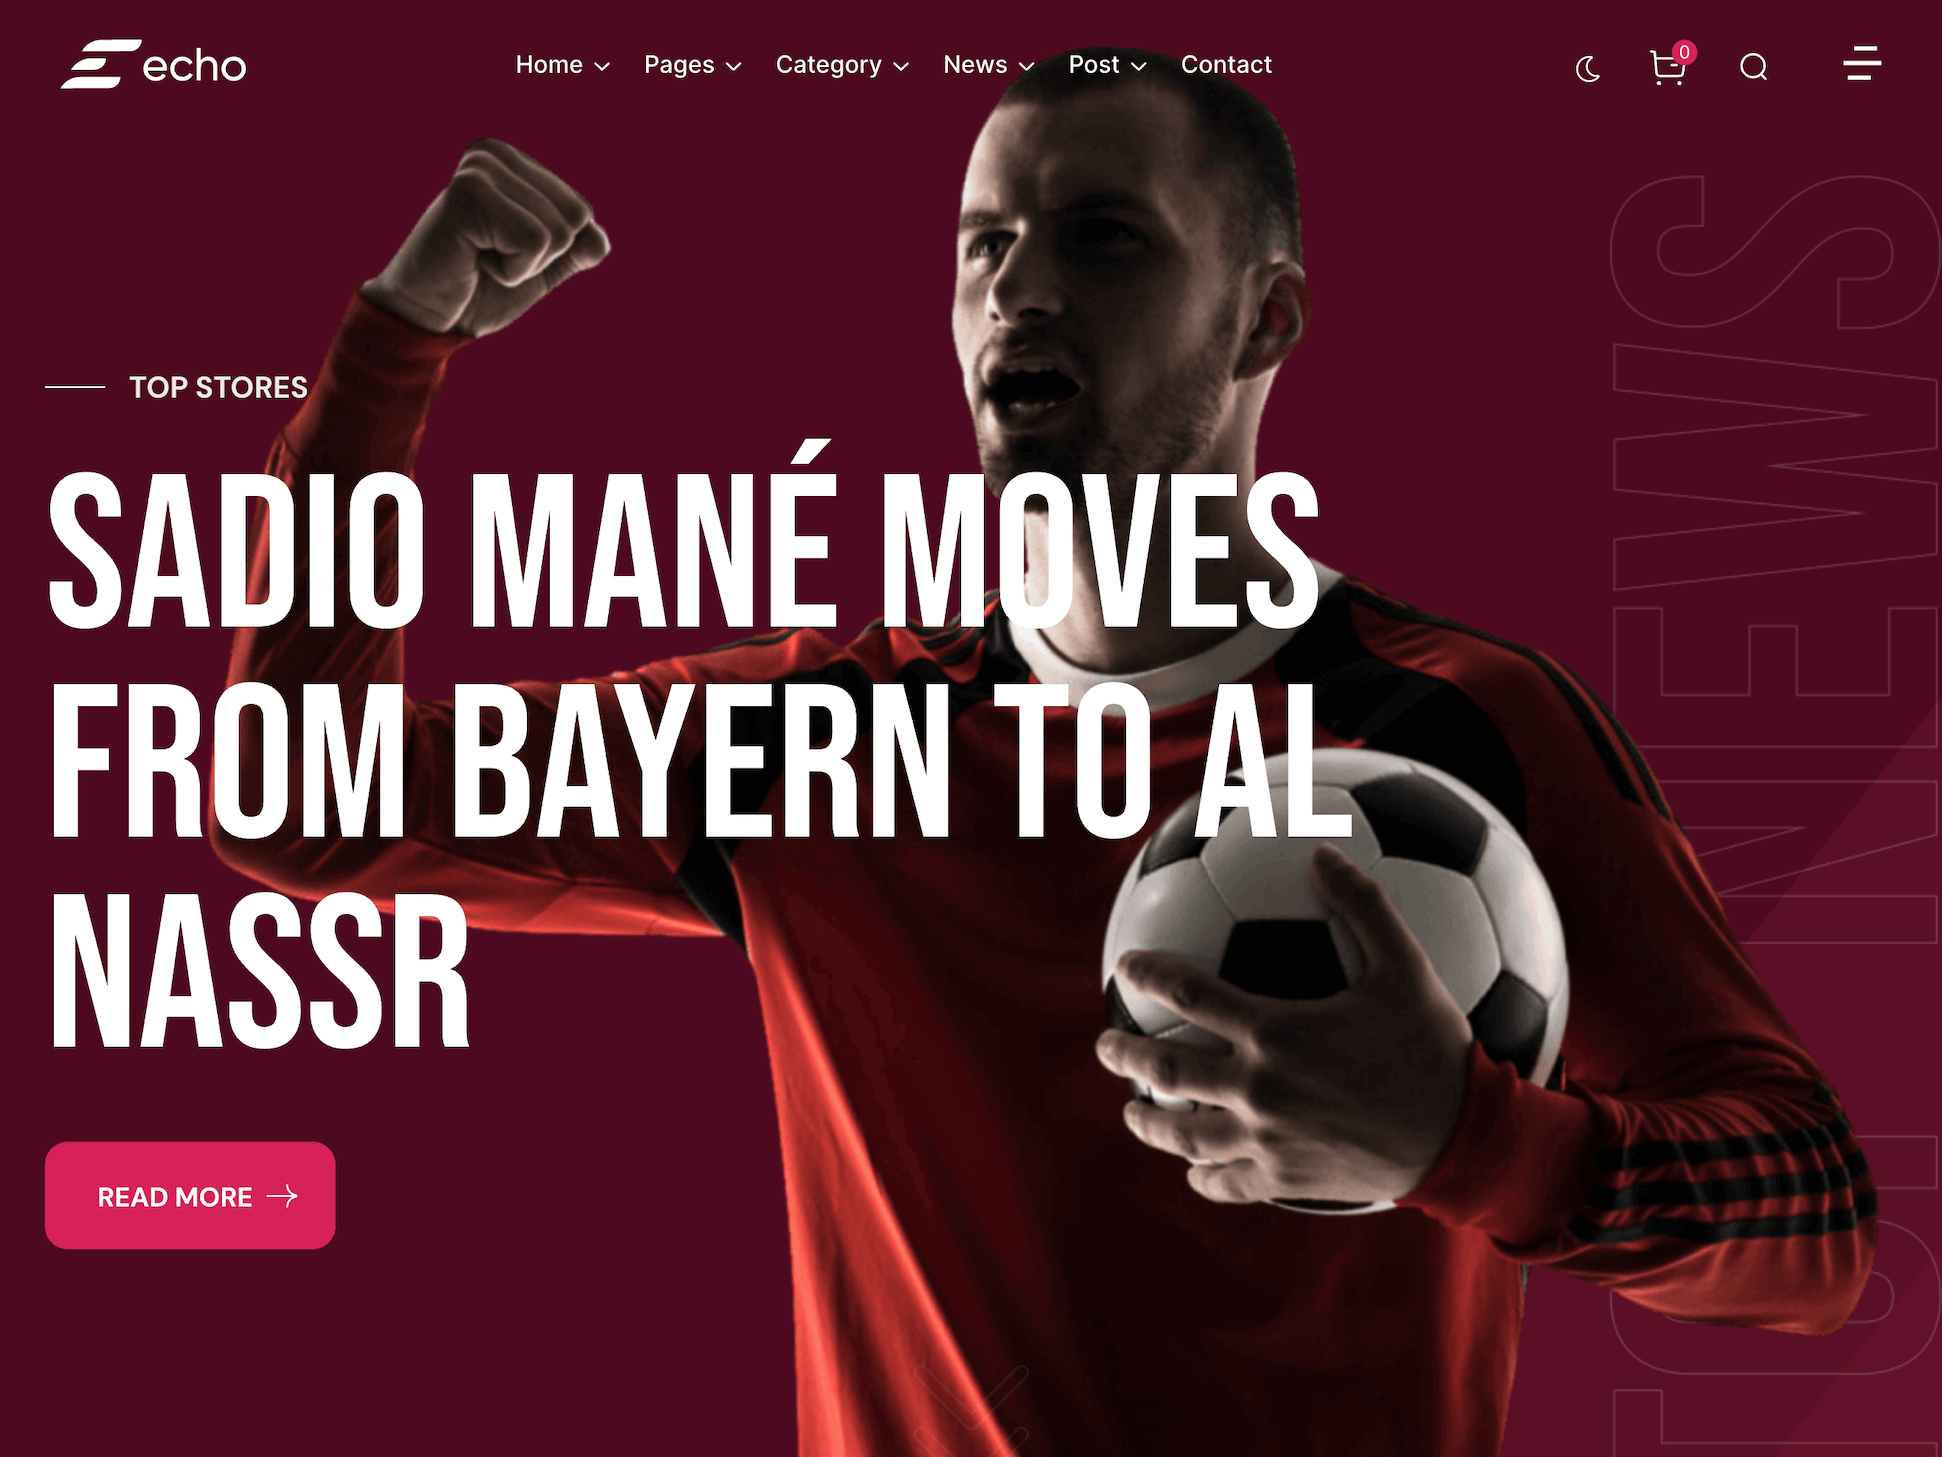 echo
Home
Pages
Category
News
Post
Contact
0
TOP STORES
SADIO MANÉ MOVES
FROM BAYERN TO AL
NASSR
READ MORE
TOP NEWS